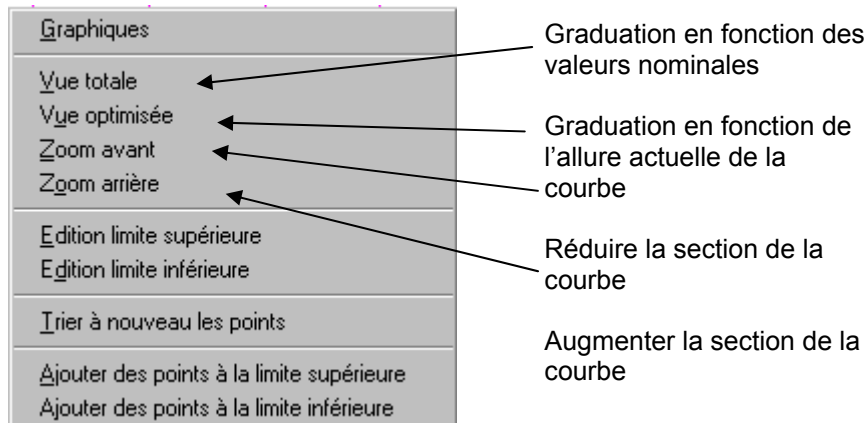 Graphiques
Vue totale
Vue optimisée
Zoom avant
Zoom arrière
Edition limite supérieure
Edition limite inférieure
Trier à nouveau les points
Ajouter des points à la limite supérieure
Ajouter des points à la limite inférieure
Graduation en fonction des
valeurs nominales
Graduation en fonction de
l’allure actuelle de la
courbe
Réduire la section de la
courbe
Augmenter la section de la
courbe